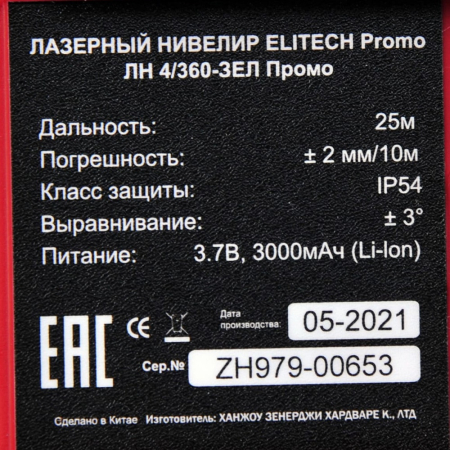 ЛАЗЕРНЫЙ НИВЕЛИР ELITECH Promo
ЛН 4/360-ЗЕЛ Промо
Дальность: 25м
Погрешность: ± 2 мм/10м
Класс защиты: IP54
Выравнивание: ± 3°
Питание: 3.7В, 3000мАч (Li-Ion)
EAC CE Дата производства: 05-2021
Сер.№ ZH979-00653
Сделано в Китае Изготовитель: ХАНЖОУ ЗЕНЕРДЖИ ХАРДВАРЕ К., ЛТД